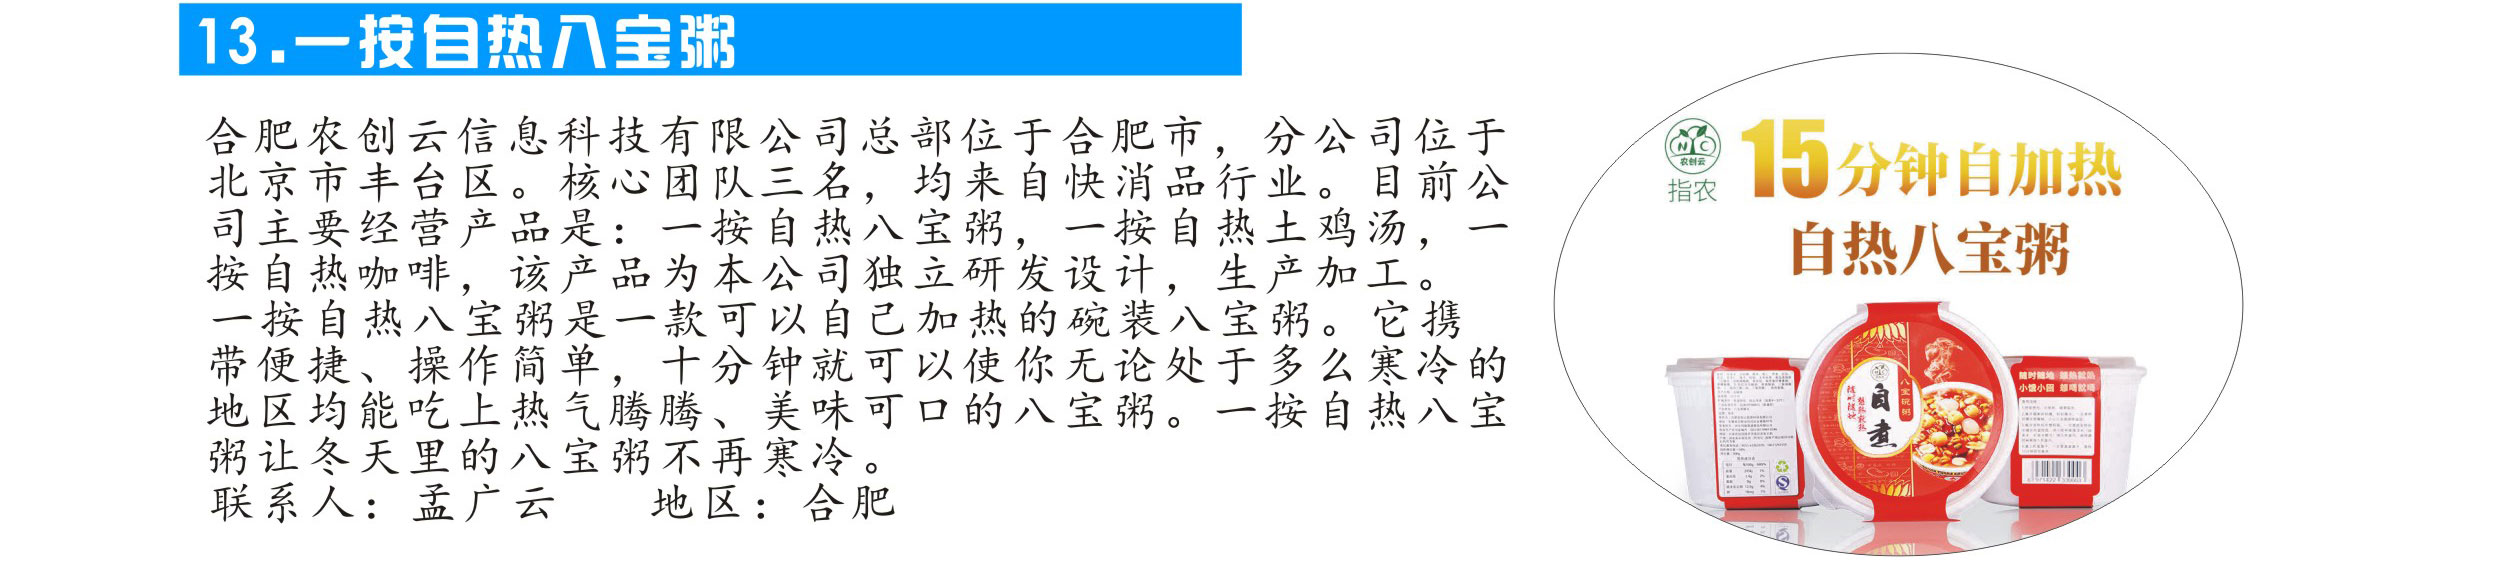 13.一按自热八宝粥
合肥农创云信息科技有限公司总部位于合肥市，分公司位于
北京市丰台区。核心团队三名，均来自快消品行业。目前公
司主要经营产品是：一按自热八宝粥，一按自热土鸡汤，一
按自热咖啡，该产品为本公司独立研发设计，生产加工。
一按自热八宝粥是一款可以自己加热的碗装八宝粥。它携
带便捷、操作简单，十分钟就可以使你无论处于多么寒冷的
地区均能吃上热气腾腾、美味可口的八宝粥。一按自热八宝
粥让冬天里的八宝粥不再寒冷。
联系人：孟广云 地区：合肥
NC
农创云
指农
15分钟自加热
自热八宝粥
八宝碗粥
自煮
随时随地
想热就热
随时随地 想热就热
小饿小困 想喝就喝